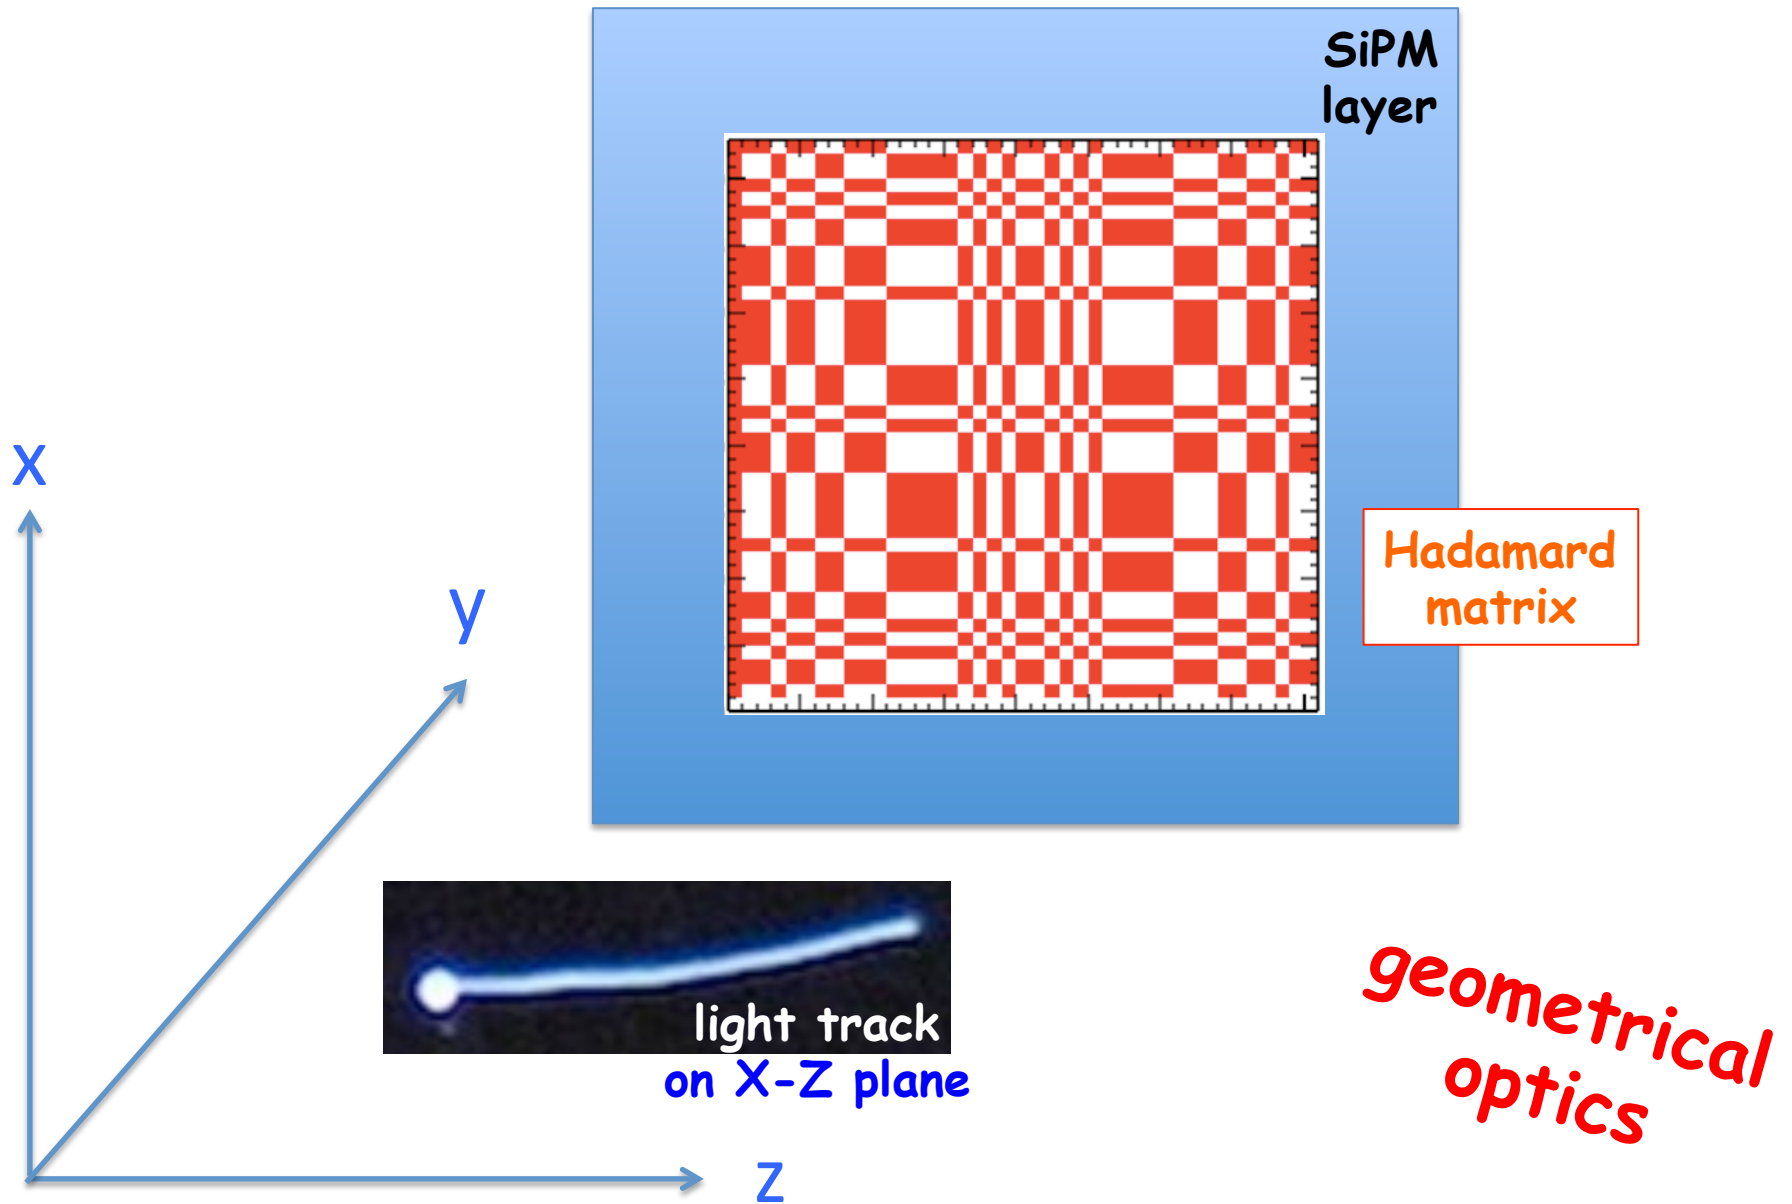 SiPM
layer
x
Hadamard
matrix
y
light track
on X-Z plane
geometrical
optics
z